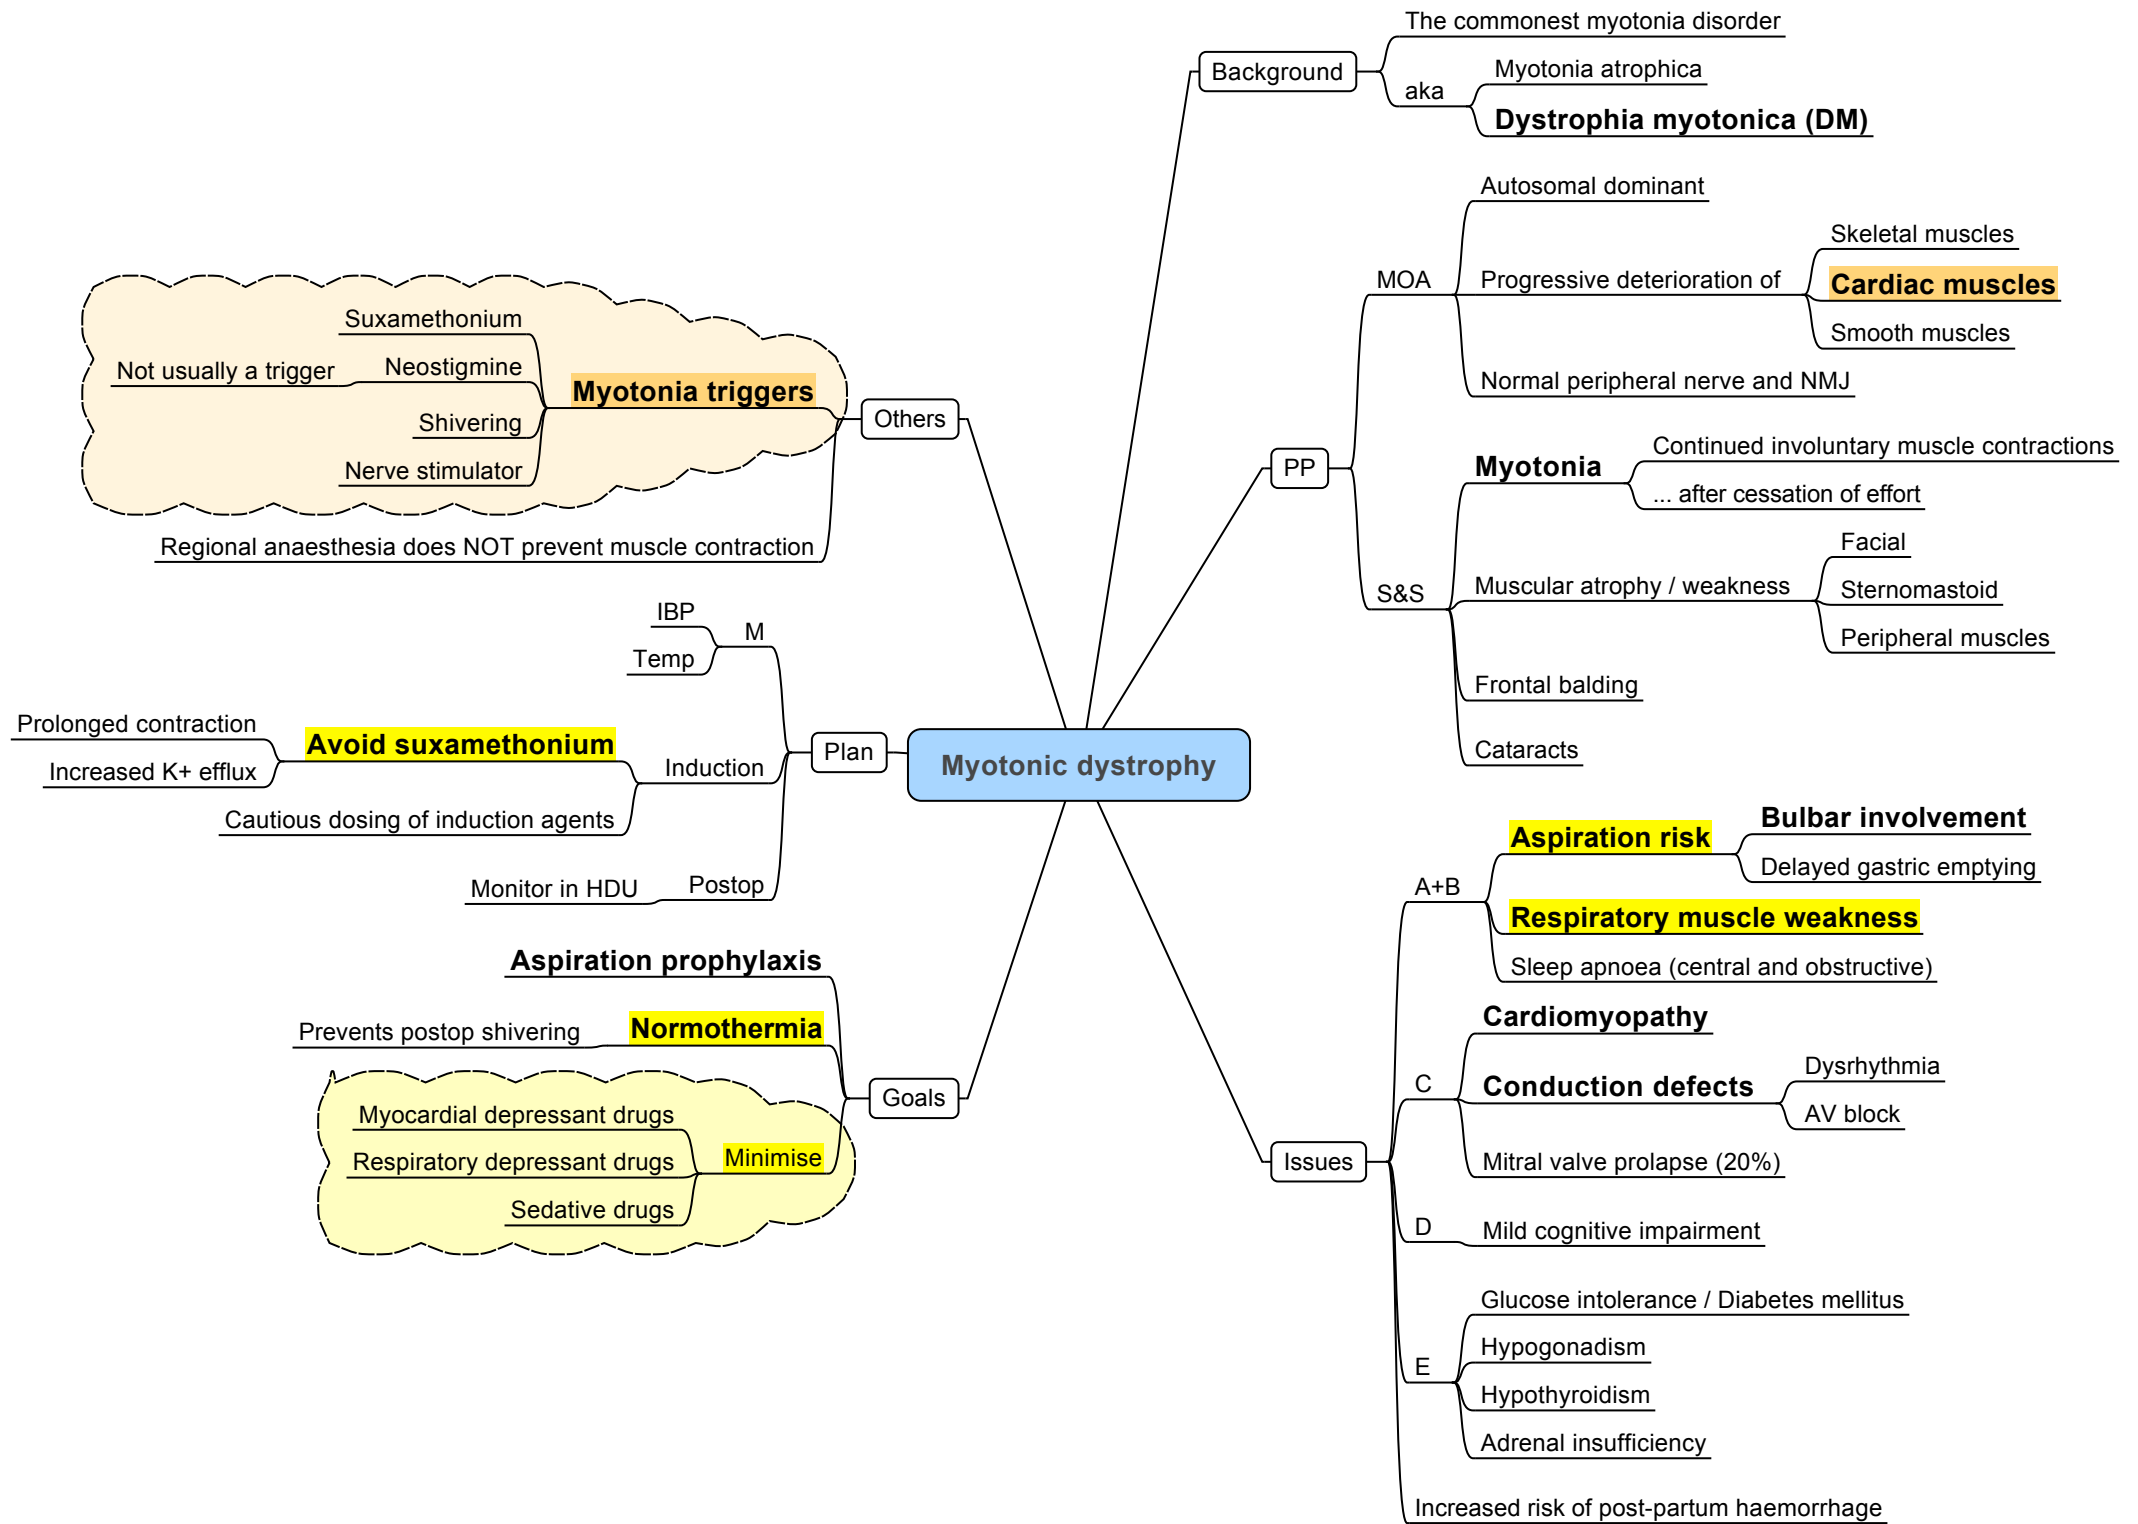 Myotonic dystrophy
Background
The commonest myotonia disorder
aka
Myotonia atrophica
Dystrophia myotonica (DM)
PP
MOA
Autosomal dominant
Progressive deterioration of
Skeletal muscles
Cardiac muscles
Smooth muscles
Normal peripheral nerve and NMJ
S&S
Myotonia
Continued involuntary muscle contractions
... after cessation of effort
Muscular atrophy / weakness
Facial
Sternomastoid
Peripheral muscles
Frontal balding
Cataracts
Issues
A+B
Aspiration risk
Bulbar involvement
Delayed gastric emptying
Respiratory muscle weakness
Sleep apnoea (central and obstructive)
C
Cardiomyopathy
Conduction defects
Dysrhythmia
AV block
Mitral valve prolapse (20%)
D
Mild cognitive impairment
E
Glucose intolerance / Diabetes mellitus
Hypogonadism
Hypothyroidism
Adrenal insufficiency
Increased risk of post-partum haemorrhage
Goals
Aspiration prophylaxis
Normothermia
Prevents postop shivering
Minimise
Myocardial depressant drugs
Respiratory depressant drugs
Sedative drugs
Plan
M
IBP
Temp
Induction
Avoid suxamethonium
Prolonged contraction
Increased K+ efflux
Cautious dosing of induction agents
Postop
Monitor in HDU
Others
Myotonia triggers
Suxamethonium
Neostigmine
Not usually a trigger
Shivering
Nerve stimulator
Regional anaesthesia does NOT prevent muscle contraction